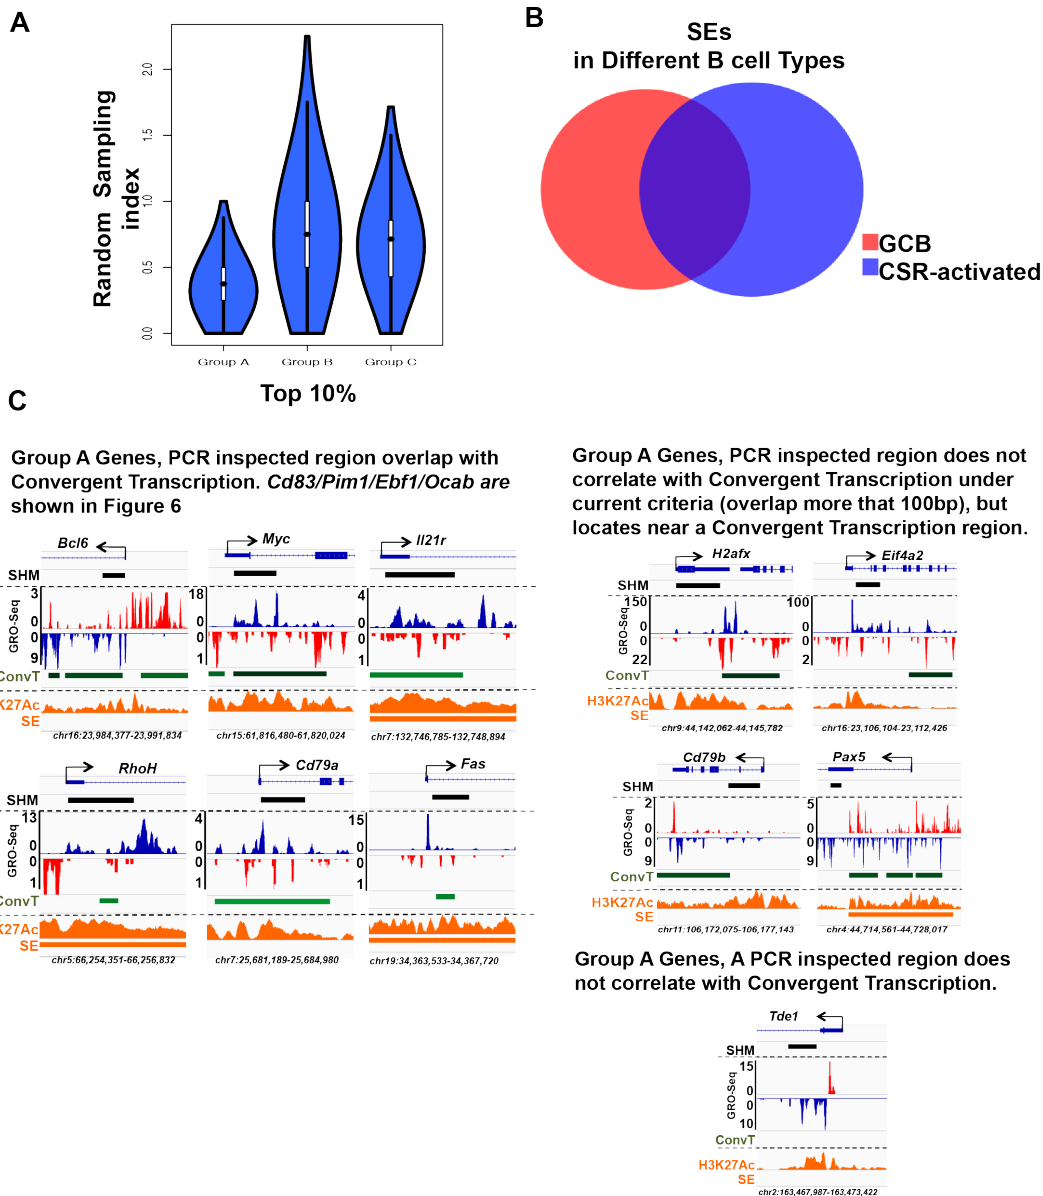 A
Random Sampling
index
0.0
0.5
1.0
1.5
2.0
Group A
Group B
Group C
Top 10%
B
SEs
in Different B cell Types
GCB
CSR-activated
C
Group A Genes, PCR inspected region overlap with
Convergent Transcription. Cd83/Pim1/Ebf1/Ocab are
shown in Figure 6
Bcl6
Myc
Il21r
SHM
GRO-Seq
3
0
0
9
18
0
0
1
4
0
0
1
ConvT
K27Ac
SE
chr16:23,984,377-23,991,834
chr15:61,816,480-61,820,024
chr7:132,746,785-132,748,894
RhoH
Cd79a
Fas
SHM
GRO-Seq
13
0
0
1
4
0
0
1
15
0
0
1
ConvT
K27Ac
SE
chr5:66,254,351-66,256,832
chr7:25,681,189-25,684,980
chr19:34,363,533-34,367,720
Group A Genes, PCR inspected region does not
correlate with Convergent Transcription under
current criteria (overlap more that 100bp), but
locates near a Convergent Transcription region.
H2afx
Eif4a2
SHM
GRO-Seq
150
0
0
22
100
0
0
2
ConvT
H3K27Ac
SE
chr9:44,142,062-44,145,782
chr16:23,106,104-23,112,426
Cd79b
Pax5
SHM
GRO-Seq
2
0
0
9
5
0
0
9
ConvT
H3K27Ac
SE
chr11:106,172,075-106,177,143
chr4:44,714,561-44,728,017
Group A Genes, A PCR inspected region does
not correlate with Convergent Transcription.
Tde1
SHM
GRO-Seq
15
0
0
10
ConvT
H3K27Ac
SE
chr2:163,467,987-163,473,422